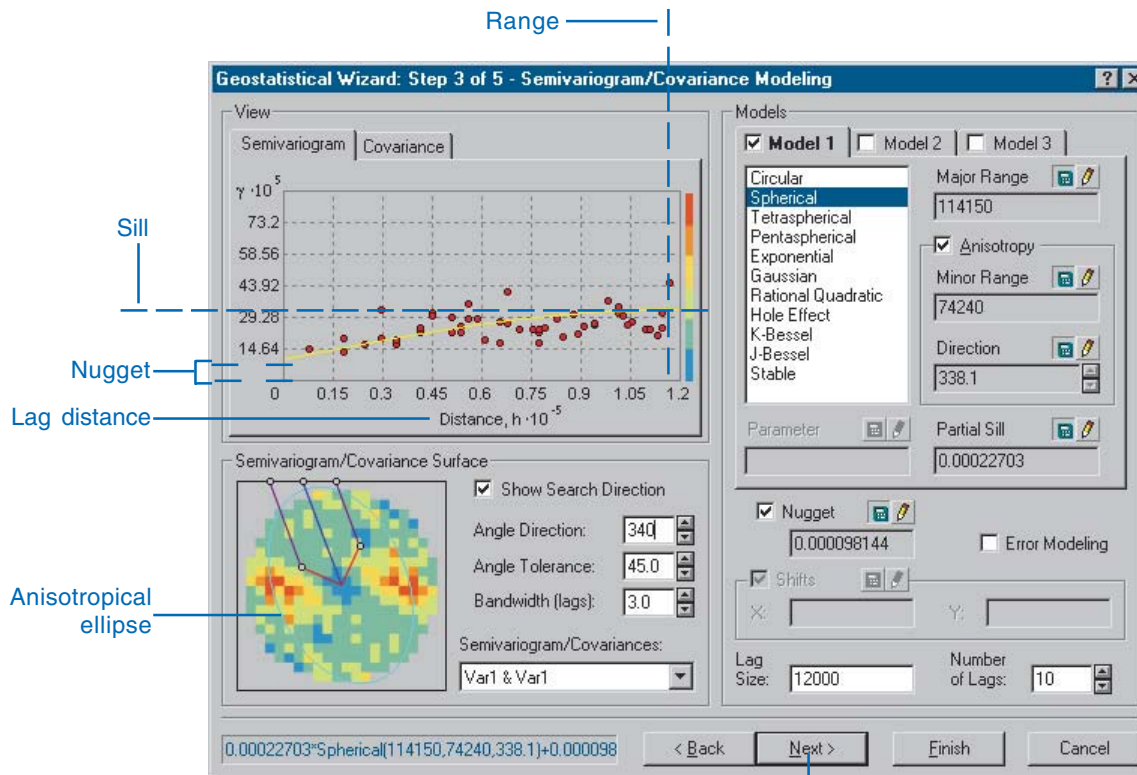 Range
Geostatistical Wizard: Step 3 of 5 - Semivariogram/Covariance Modeling
View
Semivariogram
Covariance
γ·10 5
73.2
58.56
43.92
29.28
14.64
0 0.15 0.3 0.45 0.6 0.75 0.9 1.05 1.2
Distance, h·10 -5
Sill
Nugget
Lag distance
Semivariogram/Covariance Surface
Show Search Direction
Angle Direction: 340
Angle Tolerance: 45.0
Bandwidth (lags): 3.0
Semivariogram/Covariances:
Var1 & Var1
Anisotropical
ellipse
Models
Model 1
Model 2
Model 3
Circular
Spherical
Tetraspherical
Pentaspherical
Exponential
Gaussian
Rational Quadratic
Hole Effect
K-Bessel
J-Bessel
Stable
Major Range
114150
Anisotropy
Minor Range
74240
Direction
338.1
Parameter
Partial Sill
0.00022703
Nugget
0.000098144
Error Modeling
Shifts
X:
Y:
Lag
Size: 12000
Number
of Lags: 10
0.00022703*Spherical(114150,74240,338.1)+0.000098
< Back
Next >
Finish
Cancel